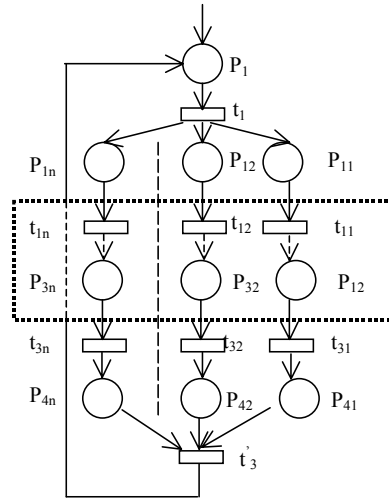 P₁
t₁
P₁ₙ P₁₂ P₁₁
t₁ₙ t₁₂ t₁₁
P₃ₙ P₃₂ P₁₂
t₃ₙ t₃₂ t₃₁
P₄ₙ P₄₂ P₄₁
t'₃